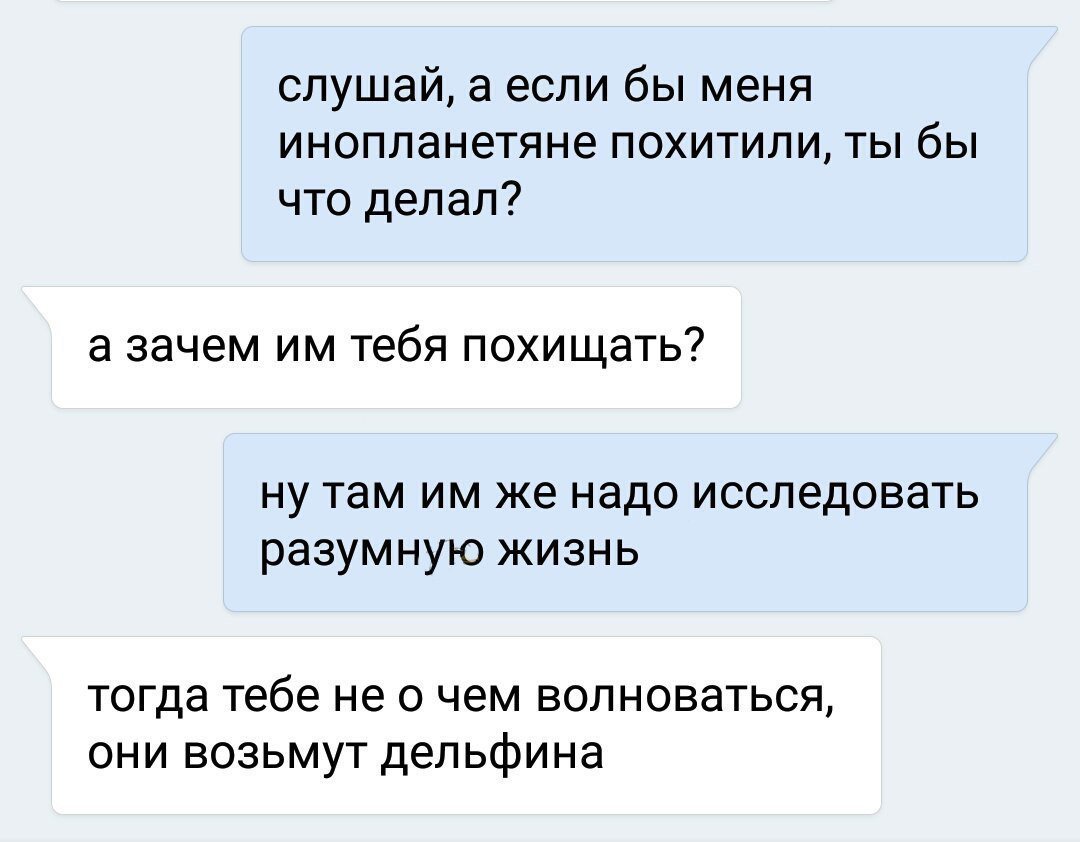 слушай, а если бы меня
инопланетяне похитили, ты бы
что делал?
а зачем им тебя похищать?
ну там им же надо исследовать
разумную жизнь
тогда тебе не о чем волноваться,
они возьмут дельфина